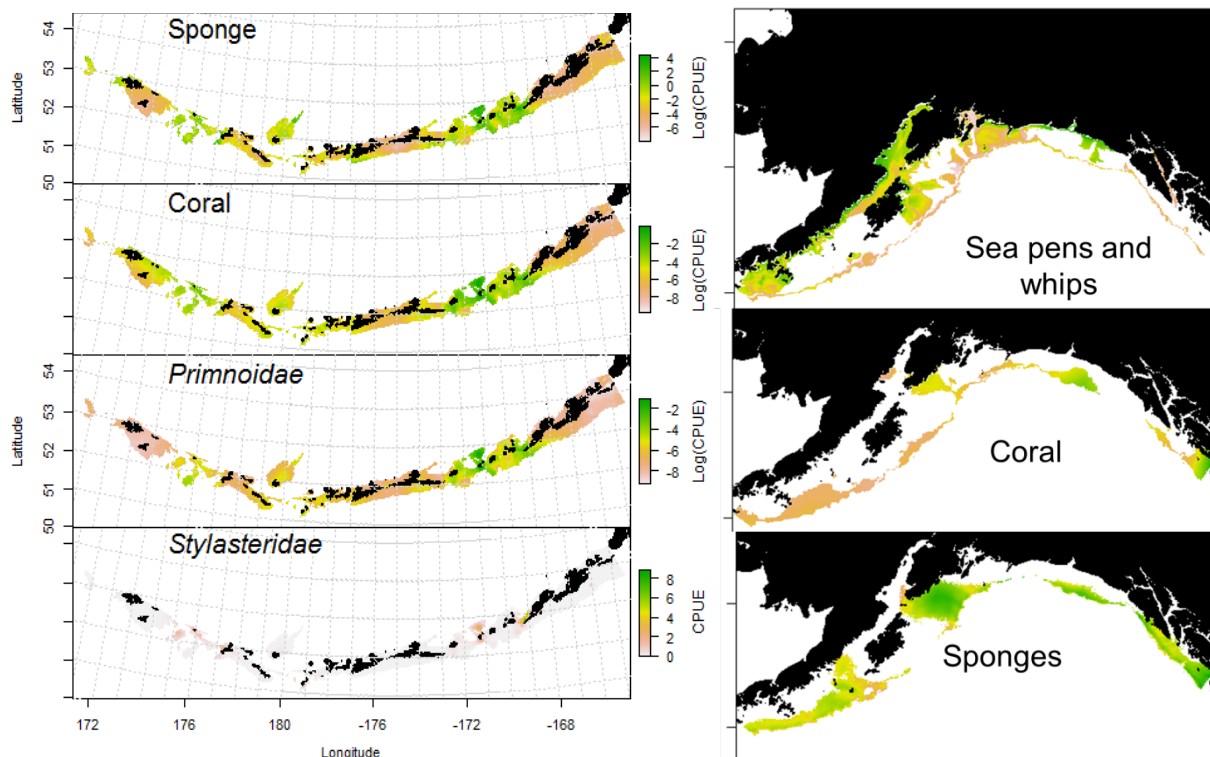 Sponge
54
53
52
51
50
Latitude
4
2
0
-2
-4
-6
Log(CPUE)
Coral
-2
-4
-6
-8
Log(CPUE)
Primnoidae
54
53
52
51
50
Latitude
-2
-4
-6
-8
Log(CPUE)
Stylasteridae
8
6
4
2
0
CPUE
172 176 180 -176 -172 -168
Longitude
Sea pens and
whips
Coral
Sponges